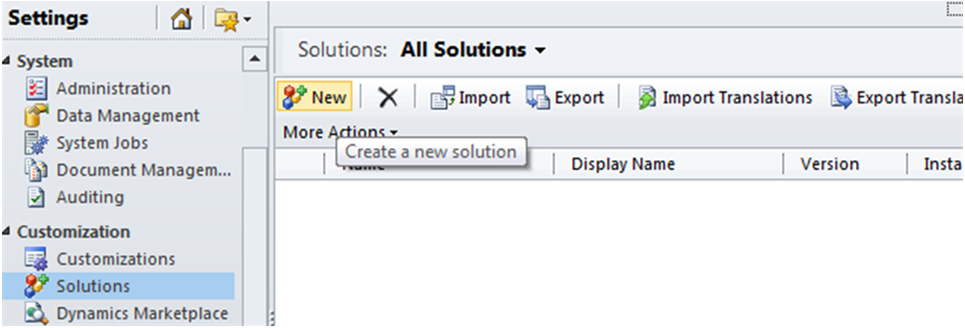 Settings
System
Administration
Data Management
System Jobs
Document Managem...
Auditing
Customization
Customizations
Solutions
Dynamics Marketplace
Solutions: All Solutions
New Import Export Import Translations Export Transla
More Actions
Create a new solution
Name Display Name Version Insta